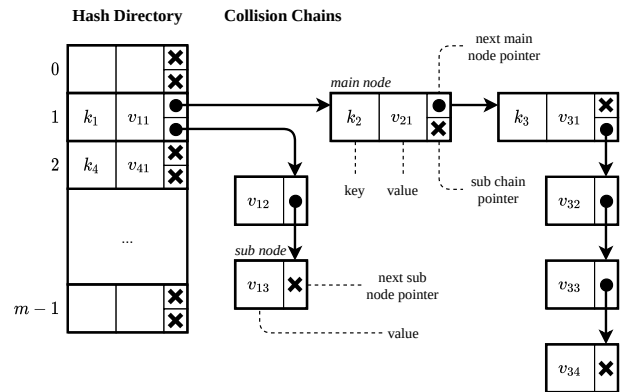 Hash Directory
Collision Chains
next main
node pointer
main node
0
1
k₁
v₁₁
k₂
v₂₁
k₃
v₃₁
2
k₄
v₄₁
key
value
sub chain
pointer
v₁₂
v₃₂
...
sub node
v₁₃
next sub
node pointer
v₃₃
m − 1
value
v₃₄